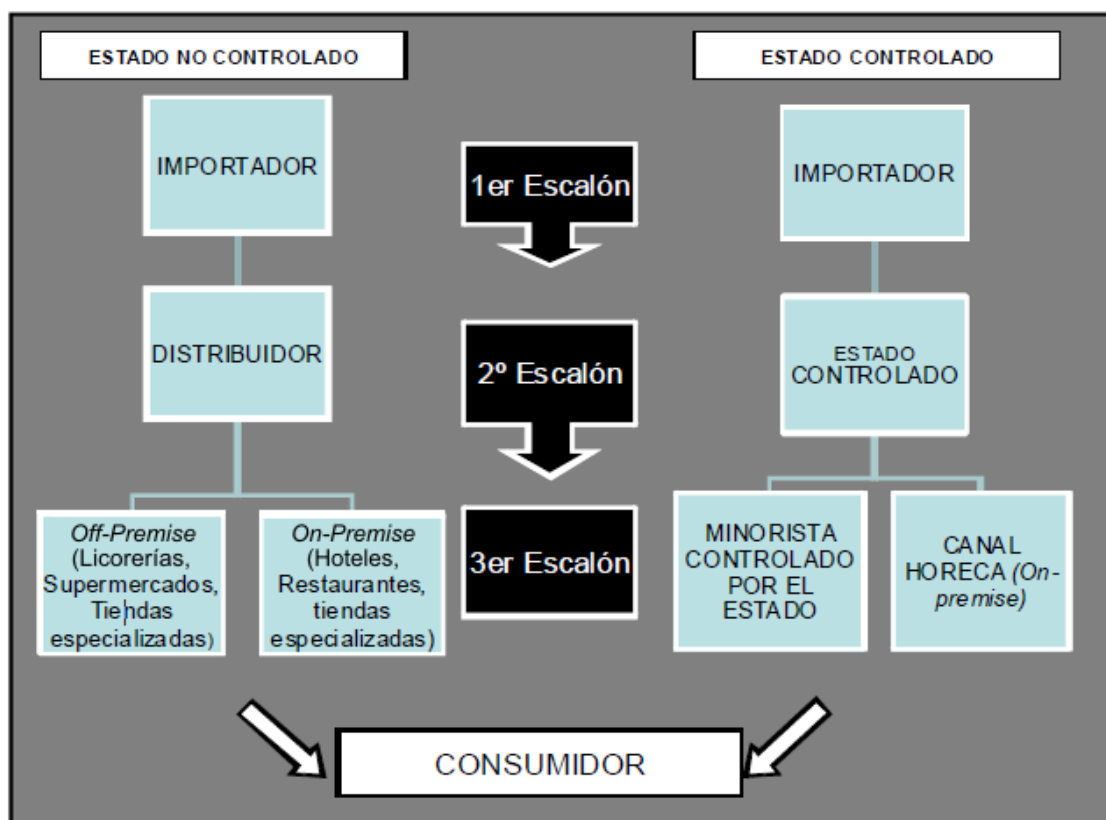 ESTADO NO CONTROLADO
ESTADO CONTROLADO
IMPORTADOR
1er Escalón
IMPORTADOR
DISTRIBUIDOR
2º Escalón
ESTADO
CONTROLADO
Off-Premise
(Licorerías,
Supermercados,
Tiendas
especializadas)
On-Premise
(Hoteles,
Restaurantes,
tiendas
especializadas)
3er Escalón
MINORISTA
CONTROLADO
POR EL
ESTADO
CANAL
HORECA (On-
premise)
CONSUMIDOR